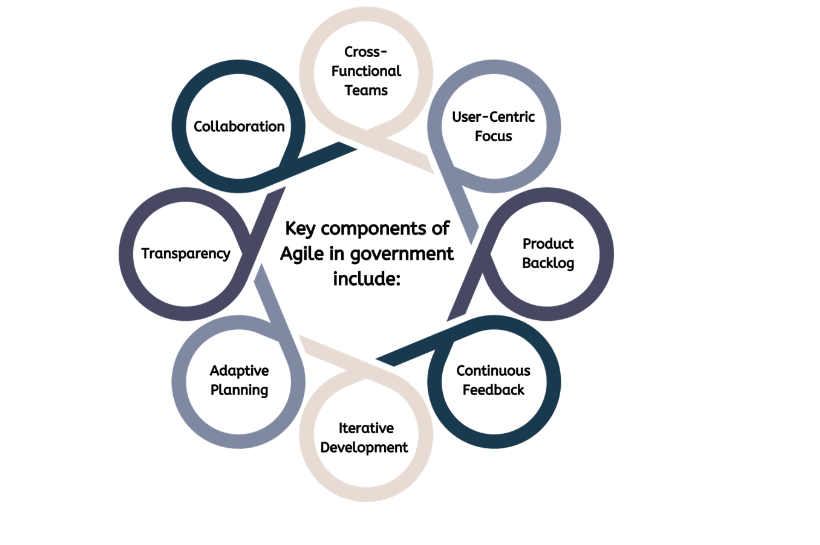 Cross-
Functional
Teams
User-Centric
Focus
Product
Backlog
Continuous
Feedback
Iterative
Development
Adaptive
Planning
Transparency
Collaboration
Key components of
Agile in government
include: